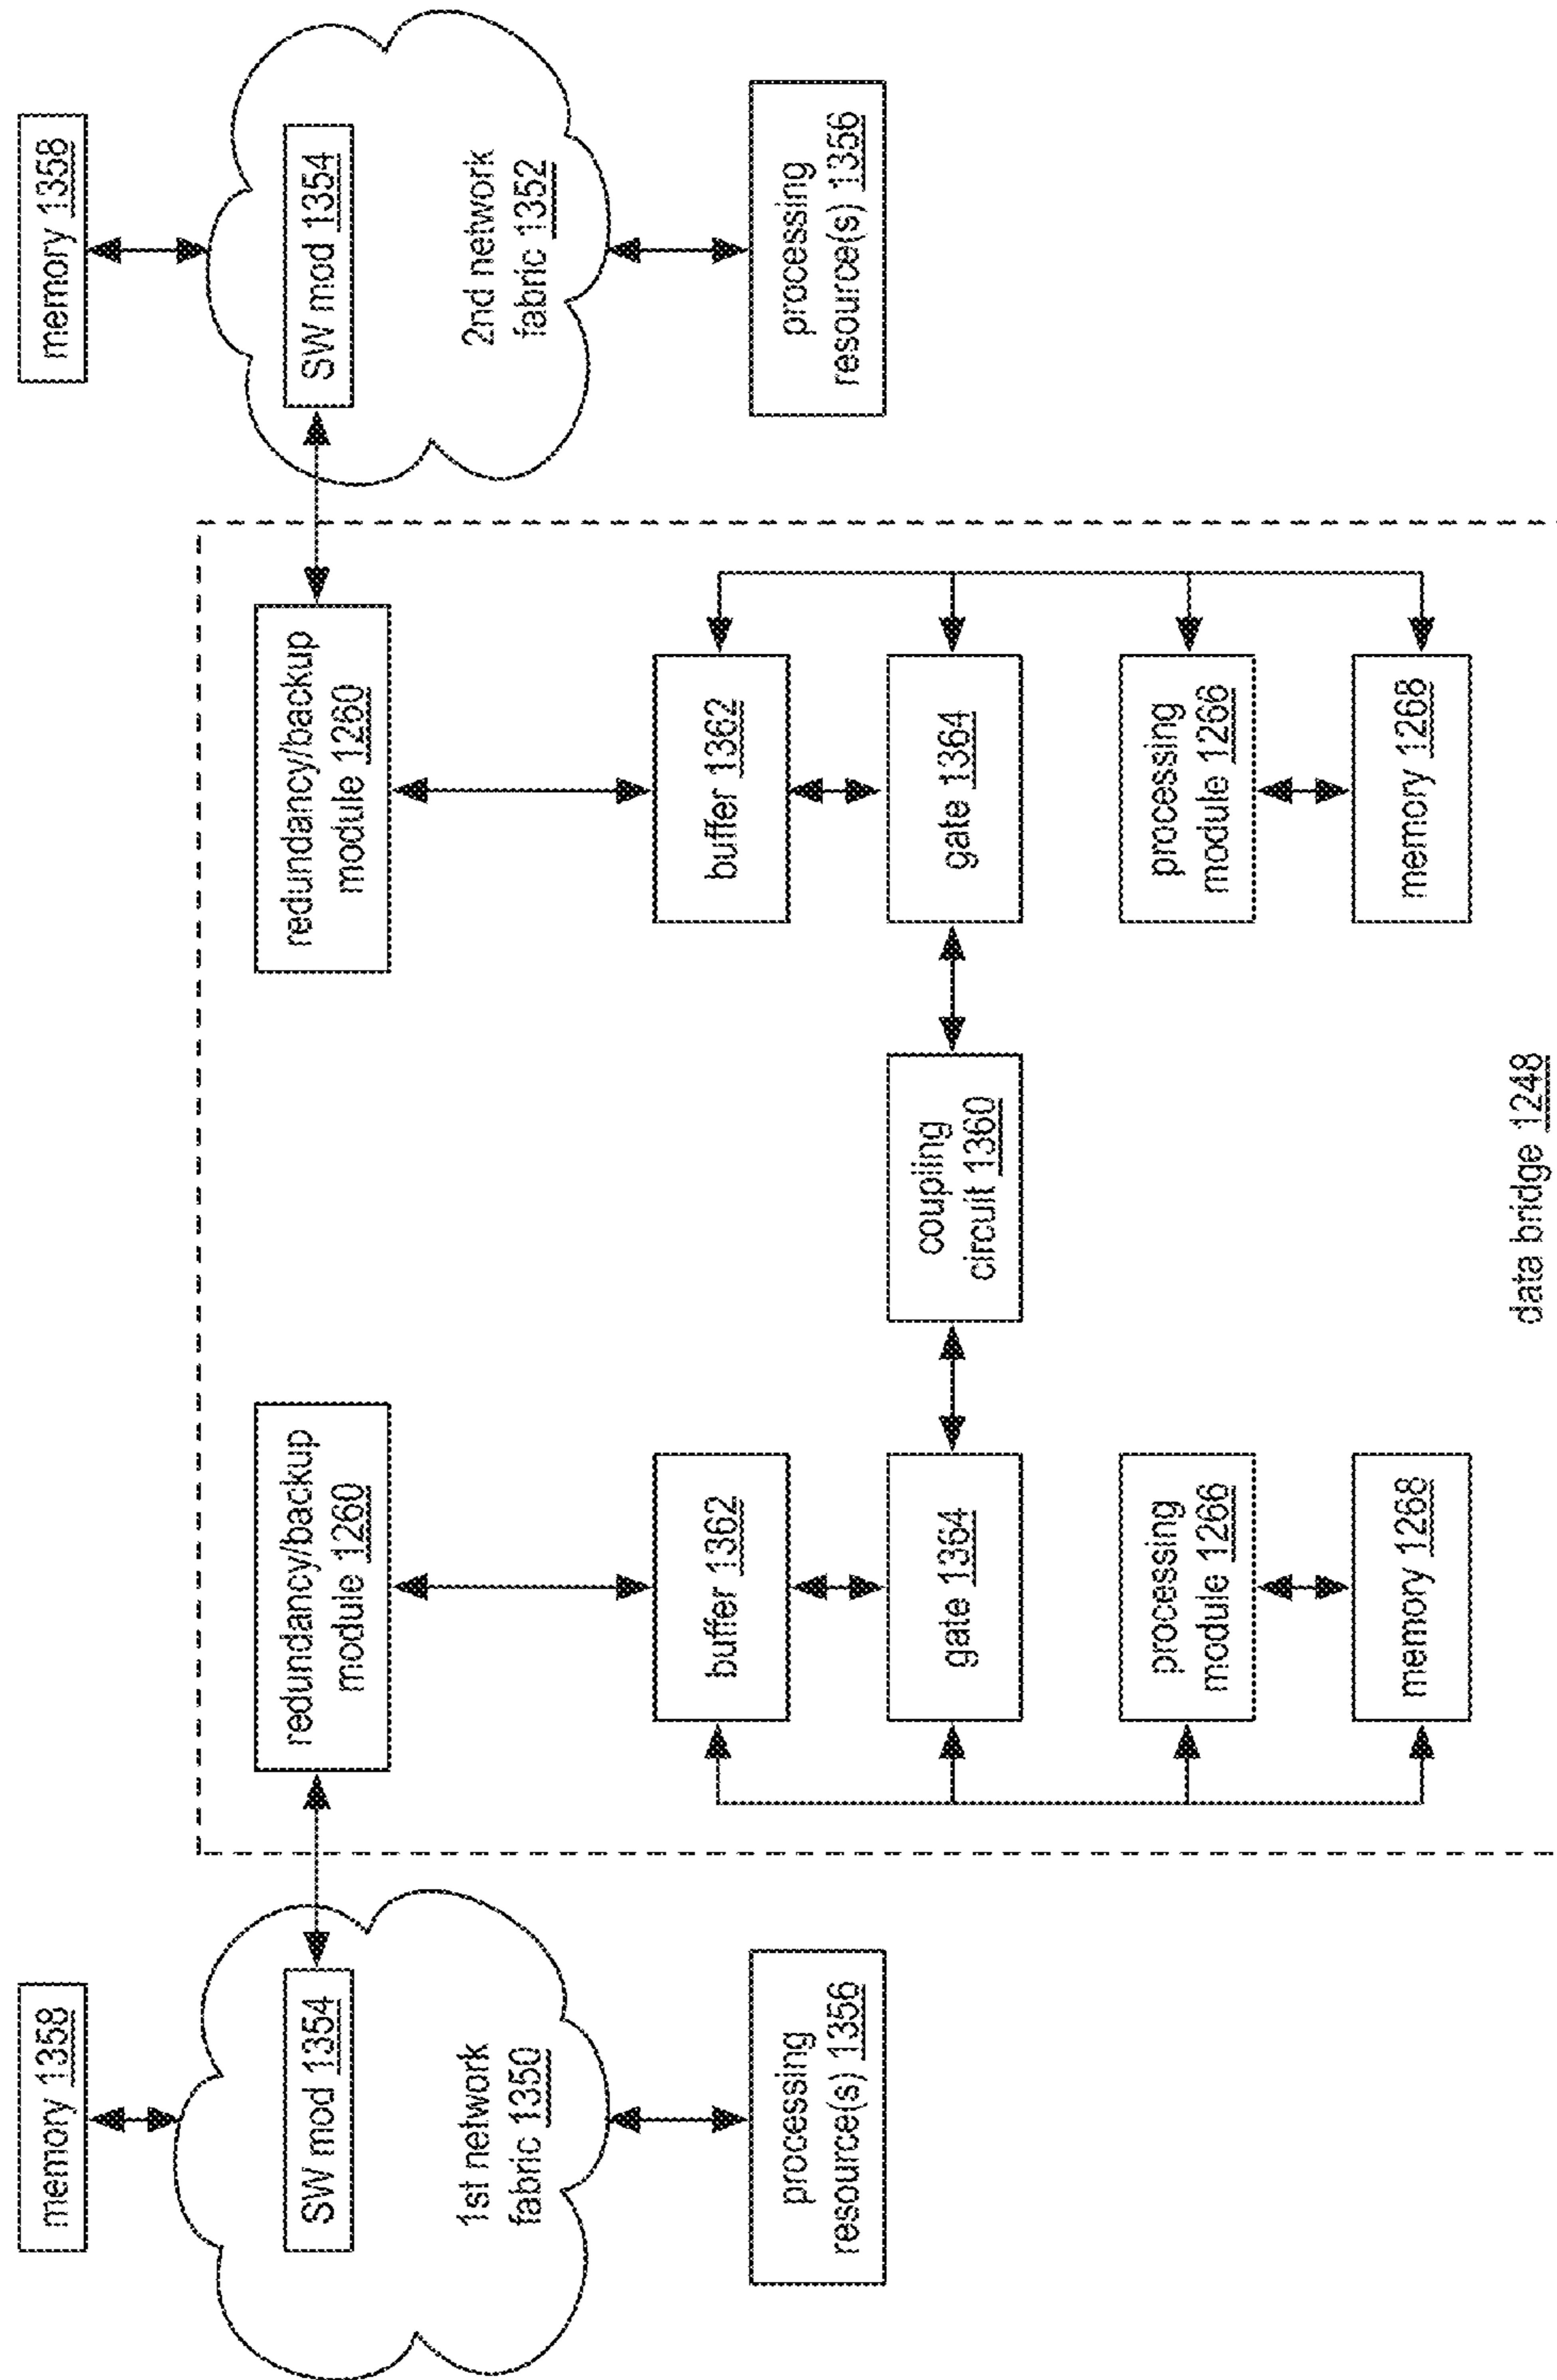 memory 1358
SW mod 1354
1st network
fabric 1350
processing
resource(s) 1356
redundancy/backup
module 1260
buffer 1362
gate 1364
processing
module 1266
memory 1268
coupling
circuit 1360
redundancy/backup
module 1260
buffer 1362
gate 1364
processing
module 1266
memory 1268
data bridge 1248
memory 1358
SW mod 1354
2nd network
fabric 1352
processing
resource(s) 1356